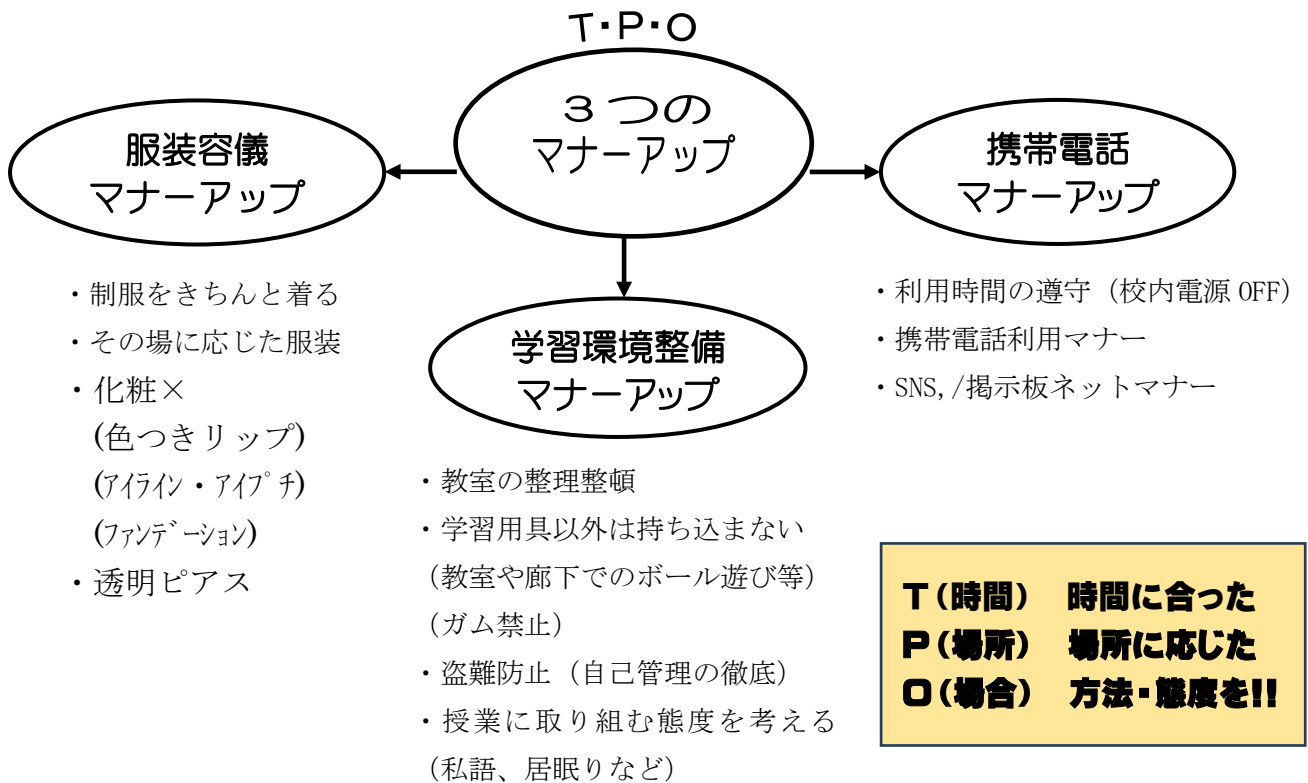 T・P・O
3つの
マナーアップ
服装容儀
マナーアップ
・制服をきちんと着る
・その場に応じた服装
・化粧×
(色つきリップ)
(ｱｲﾗｲﾝ・ｱｲﾌﾟﾁ)
(ﾌｧﾝﾃﾞｰｼｮﾝ)
・透明ピアス
学習環境整備
マナーアップ
・教室の整理整頓
・学習用具以外は持ち込まない
（教室や廊下でのボール遊び等）
（ガム禁止）
・盗難防止（自己管理の徹底）
・授業に取り組む態度を考える
（私語、居眠りなど）
携帯電話
マナーアップ
・利用時間の遵守（校内電源 OFF）
・携帯電話利用マナー
・SNS,/掲示板ネットマナー
T（時間）　時間に合った
P（場所）　場所に応じた
O（場合）　方法・態度を!!